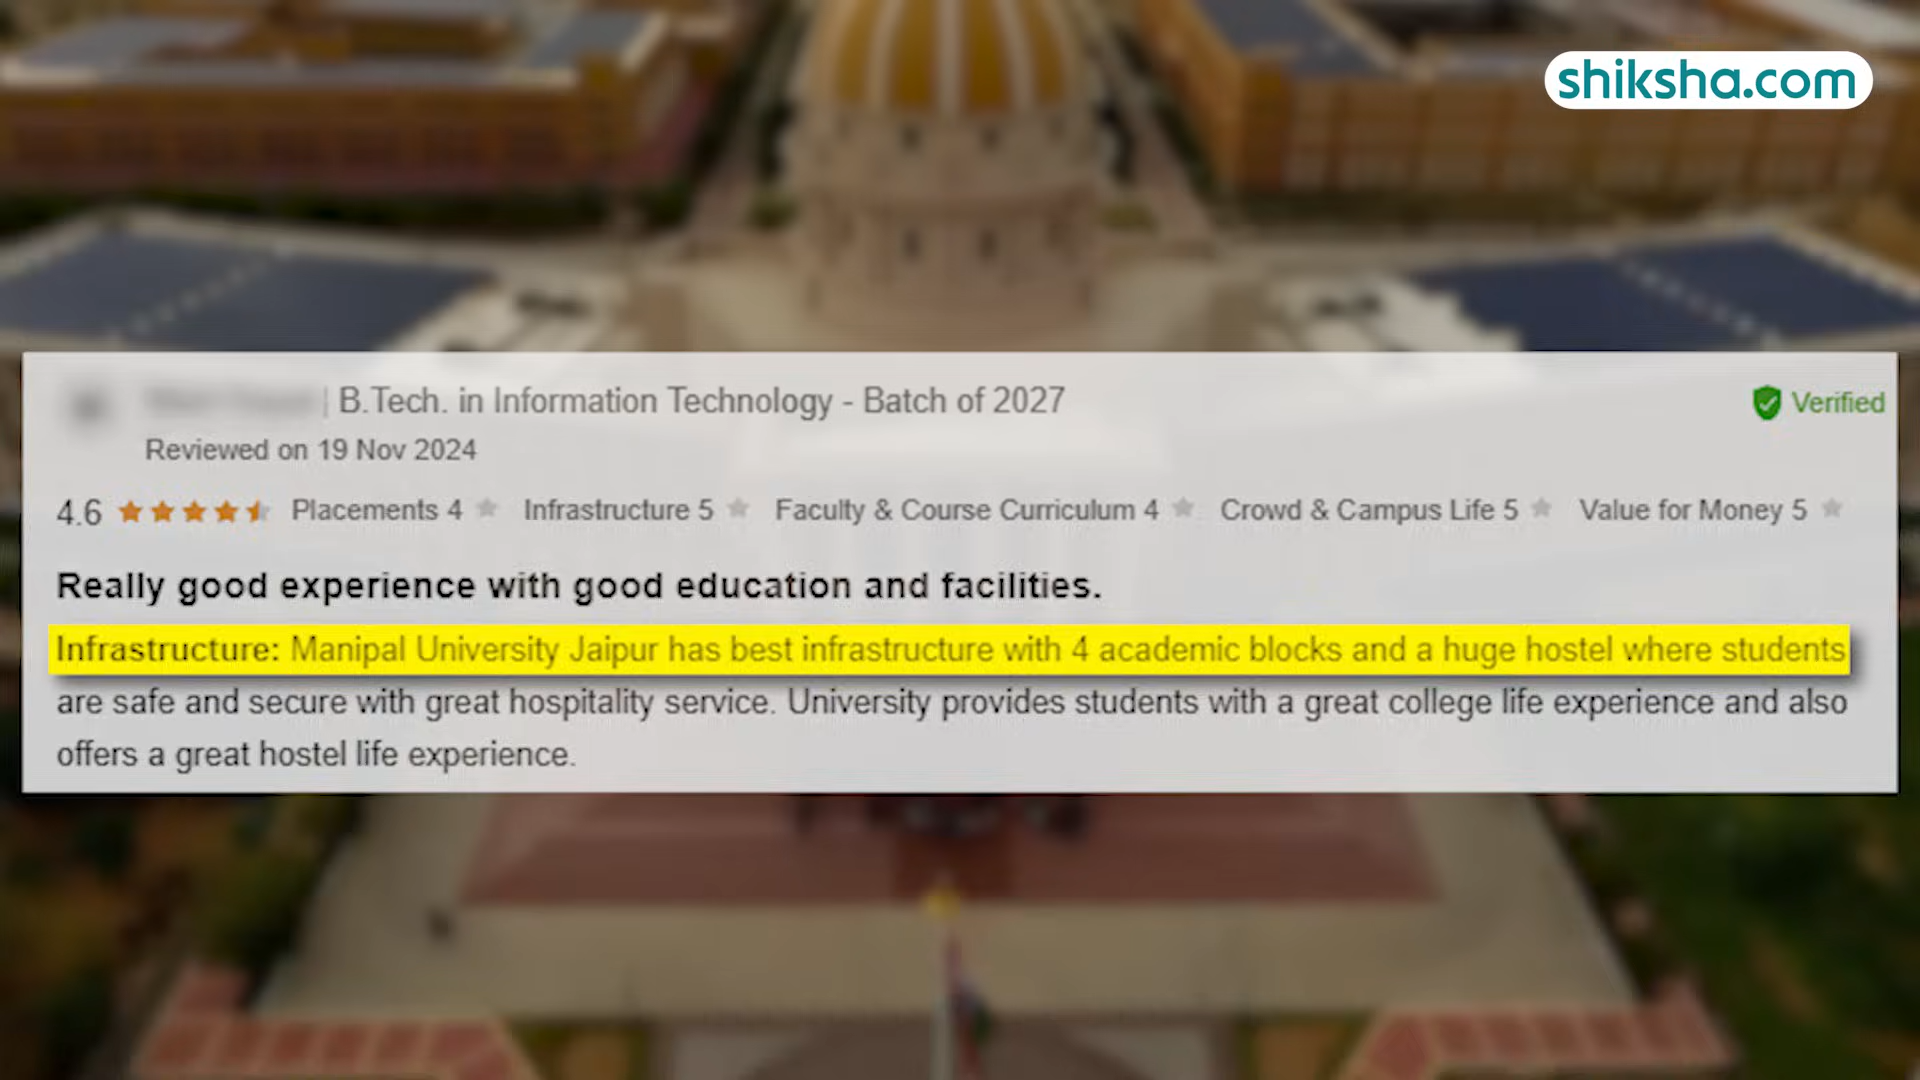 shiksha.com
| B.Tech. in Information Technology - Batch of 2027
Verified
Reviewed on 19 Nov 2024
4.6 Placements 4 Infrastructure 5 Faculty & Course Curriculum 4 Crowd & Campus Life 5 Value for Money 5
Really good experience with good education and facilities.
Infrastructure: Manipal University Jaipur has best infrastructure with 4 academic blocks and a huge hostel where students
are safe and secure with great hospitality service. University provides students with a great college life experience and also
offers a great hostel life experience.